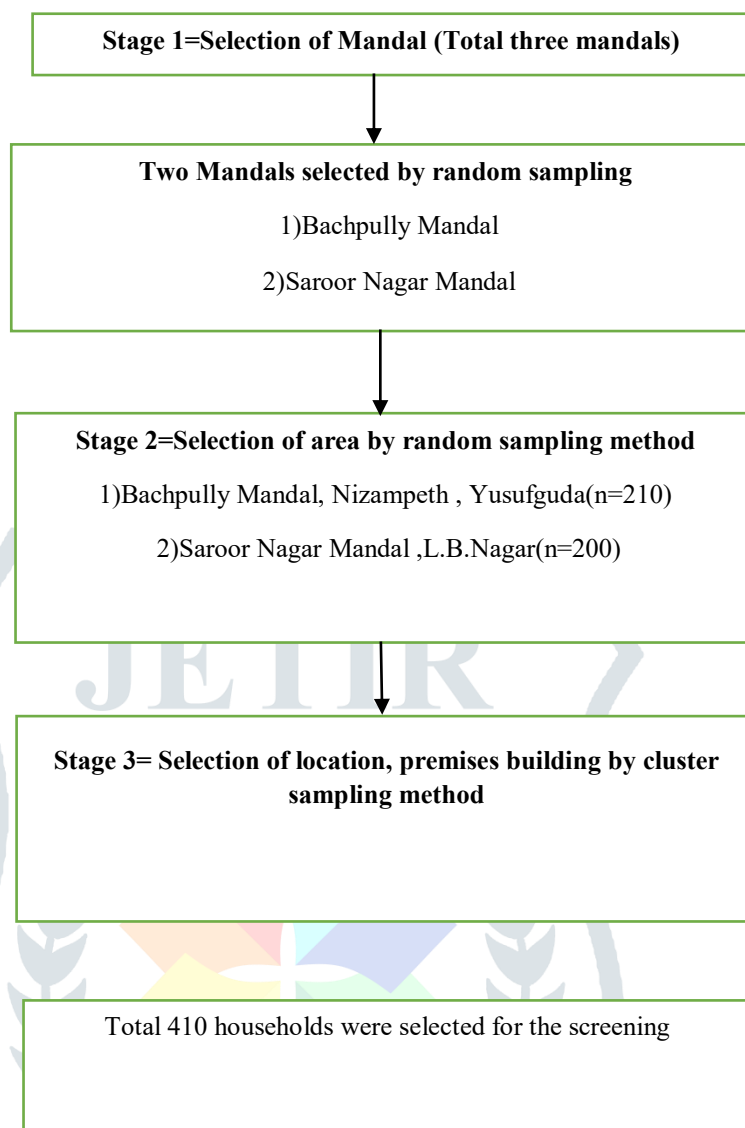 Stage 1=Selection of Mandal (Total three mandals)
Two Mandals selected by random sampling
1)Bachpully Mandal
2)Saroor Nagar Mandal
Stage 2=Selection of area by random sampling method
1)Bachpully Mandal, Nizampeth , Yusufguda(n=210)
2)Saroor Nagar Mandal ,L.B.Nagar(n=200)
JETIR
Stage 3= Selection of location, premises building by cluster
sampling method
Total 410 households were selected for the screening